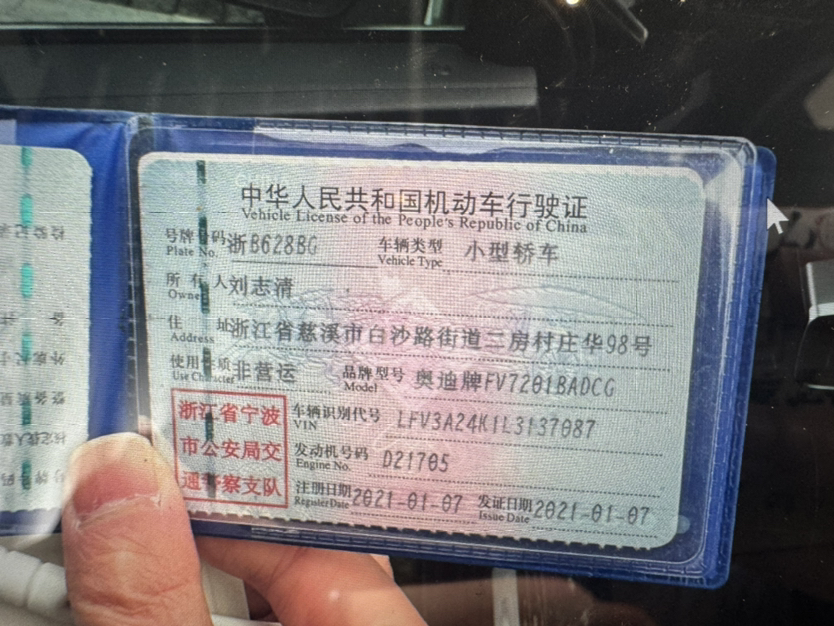 中华人民共和国机动车行驶证
Vehicle License of the People's Republic of China
号牌号码 浙B628BG 车辆类型 小型轿车
Plate No. Vehicle Type
所有人 刘志清
Owner
住址 浙江省慈溪市白沙路街道三房村庄华98号
Address
使用性质 非营运 品牌型号 奥迪牌FV7201BADCG
Use Character Model
浙江省宁波
市公安局交
通警察支队
车辆识别代号 LFV3A24K1L3137087
VIN
发动机号码 D21705
Engine No.
注册日期 2021-01-07 发证日期 2021-01-07
Register Date Issue Date
检验记录